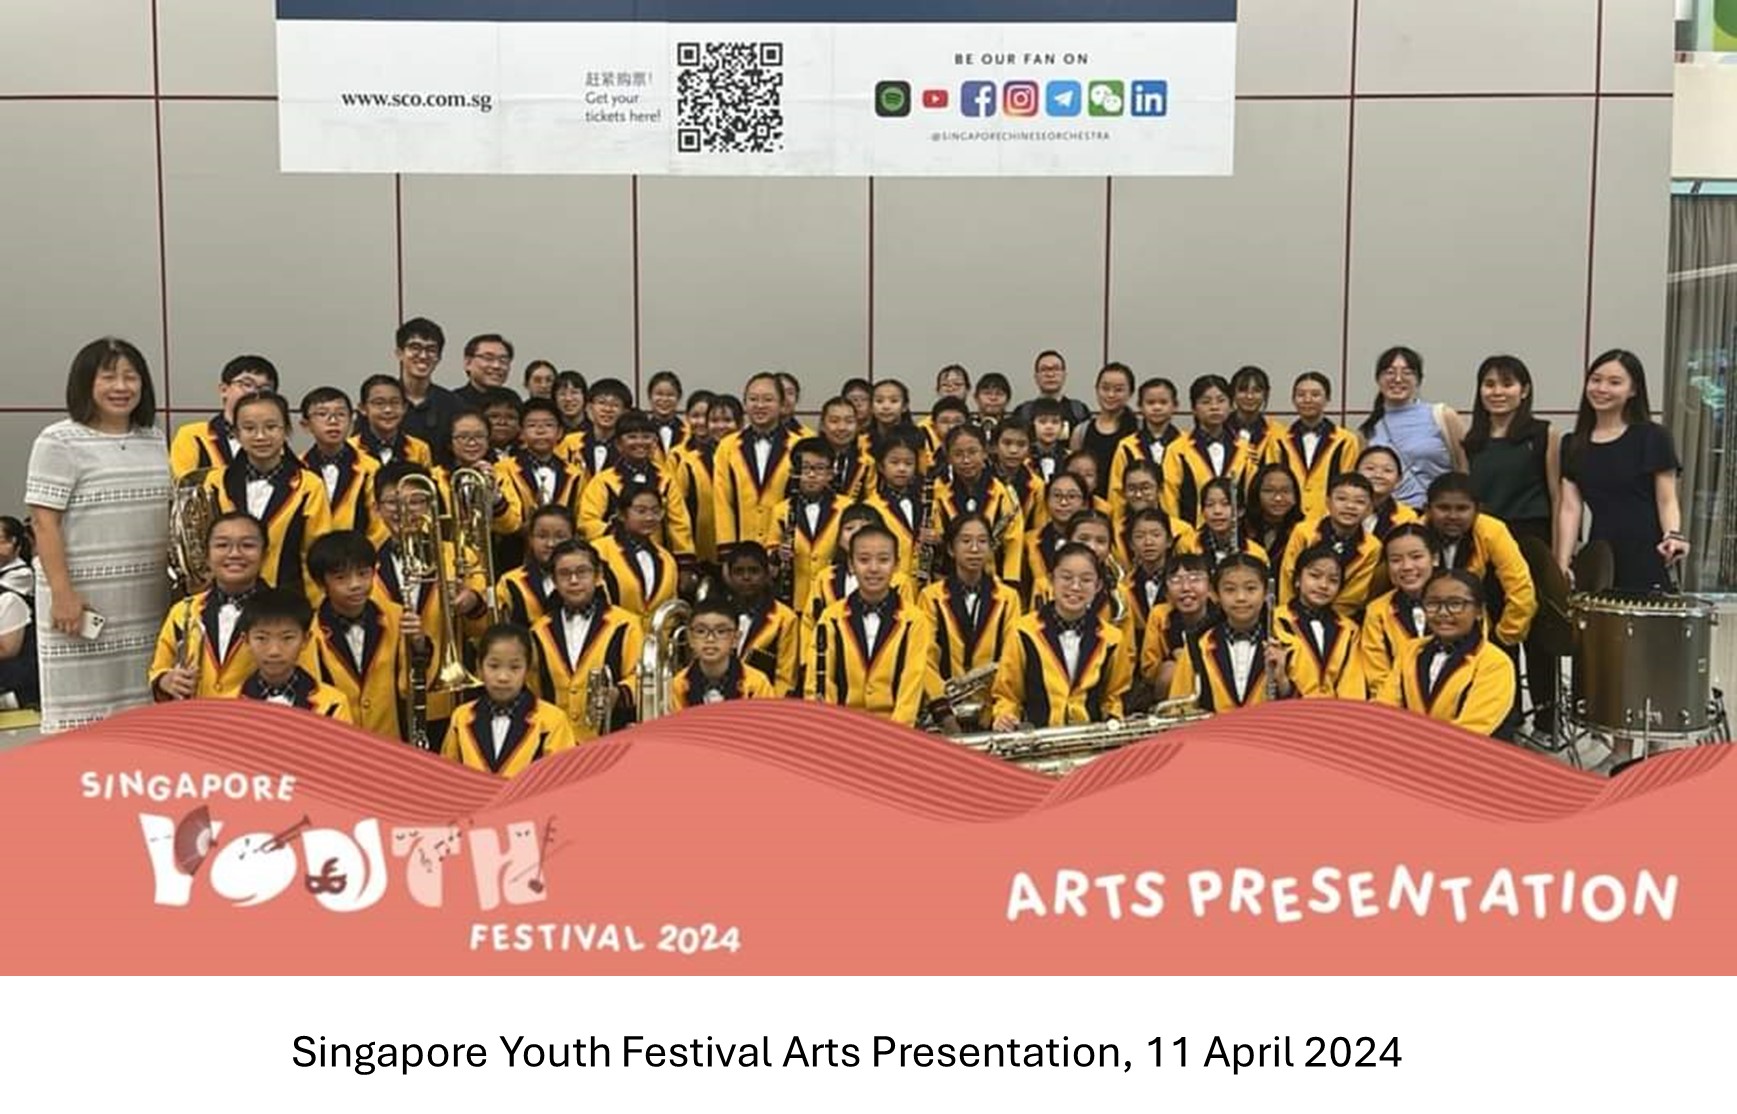 www.sco.com.sg
赶紧购票!
Get your
tickets here!
BE OUR FAN ON
@SINGAPORECHINESEORCHESTRA
SINGAPORE
YOUTH
FESTIVAL 2024
ARTS PRESENTATION
Singapore Youth Festival Arts Presentation, 11 April 2024